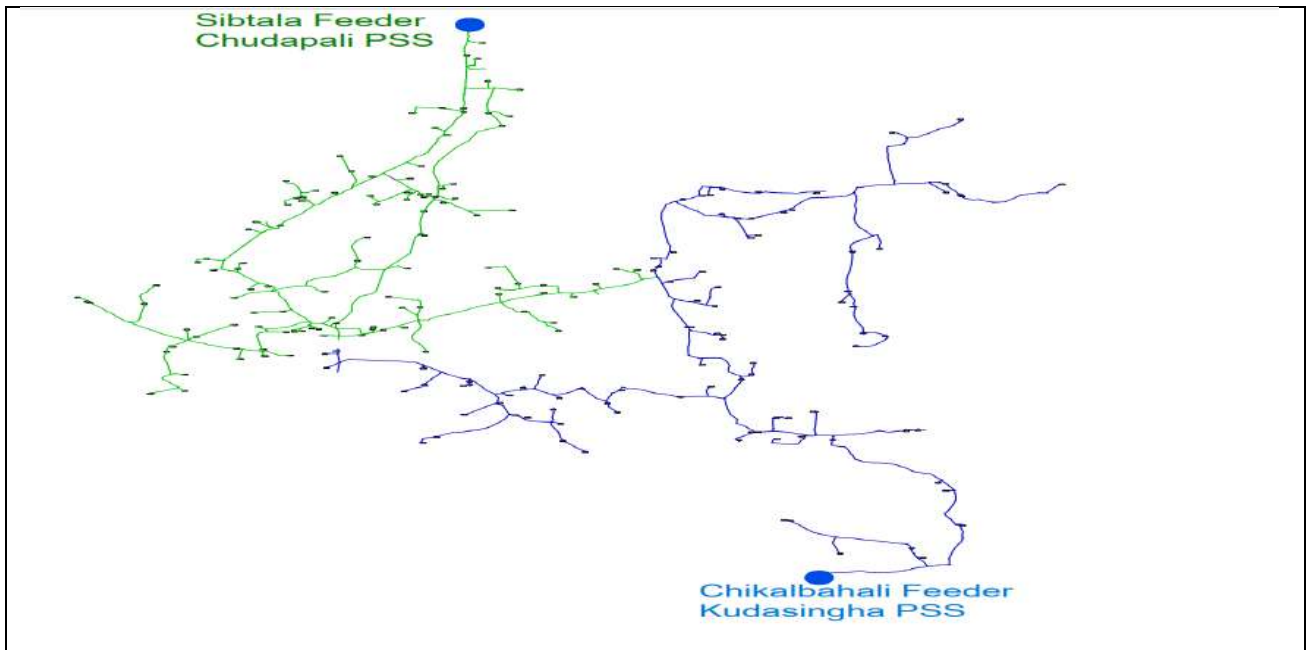 Sibtala Feeder
Chudapali PSS
Chikalbahali Feeder
Kudasingha PSS